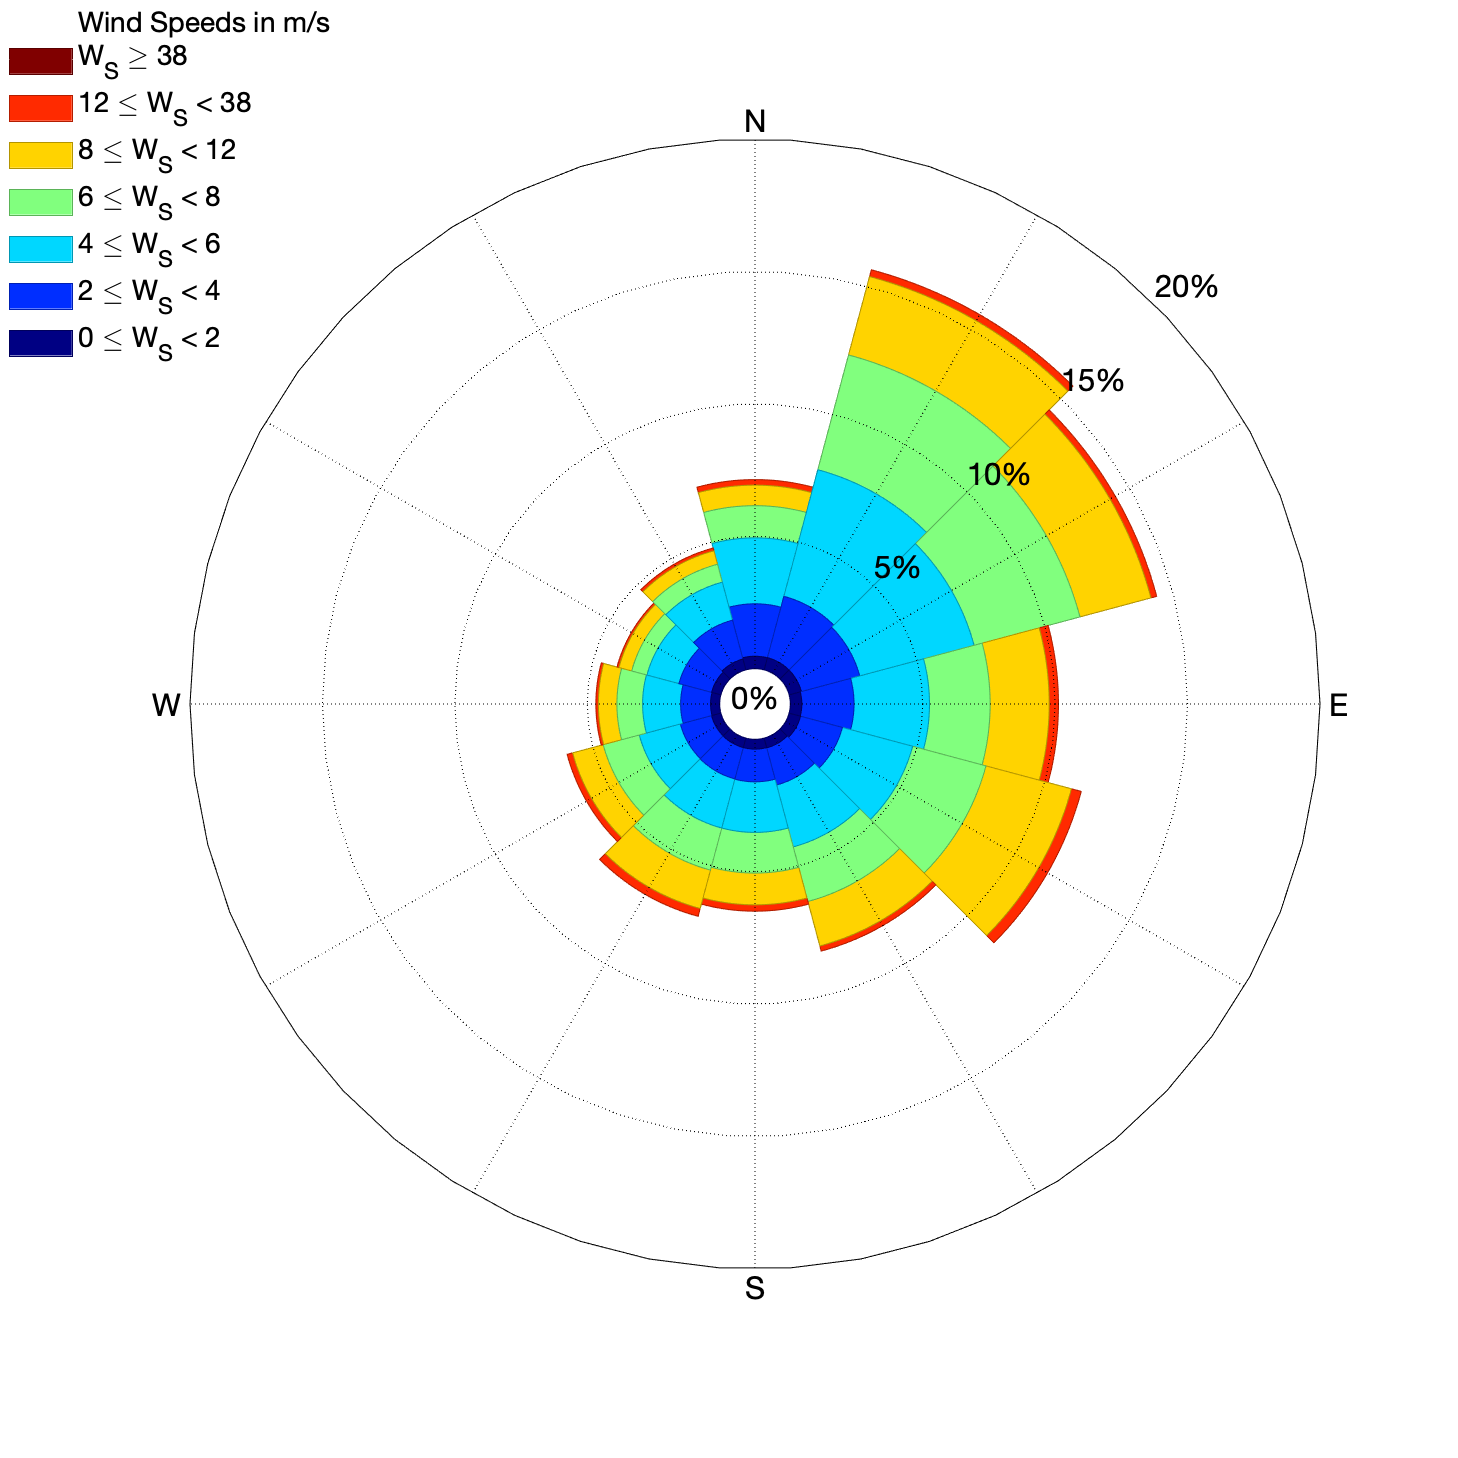 Wind Speeds in m/s
W_S ≥ 38
12 ≤ W_S < 38
8 ≤ W_S < 12
6 ≤ W_S < 8
4 ≤ W_S < 6
2 ≤ W_S < 4
0 ≤ W_S < 2
N
20%
15%
10%
5%
0%
W
E
S